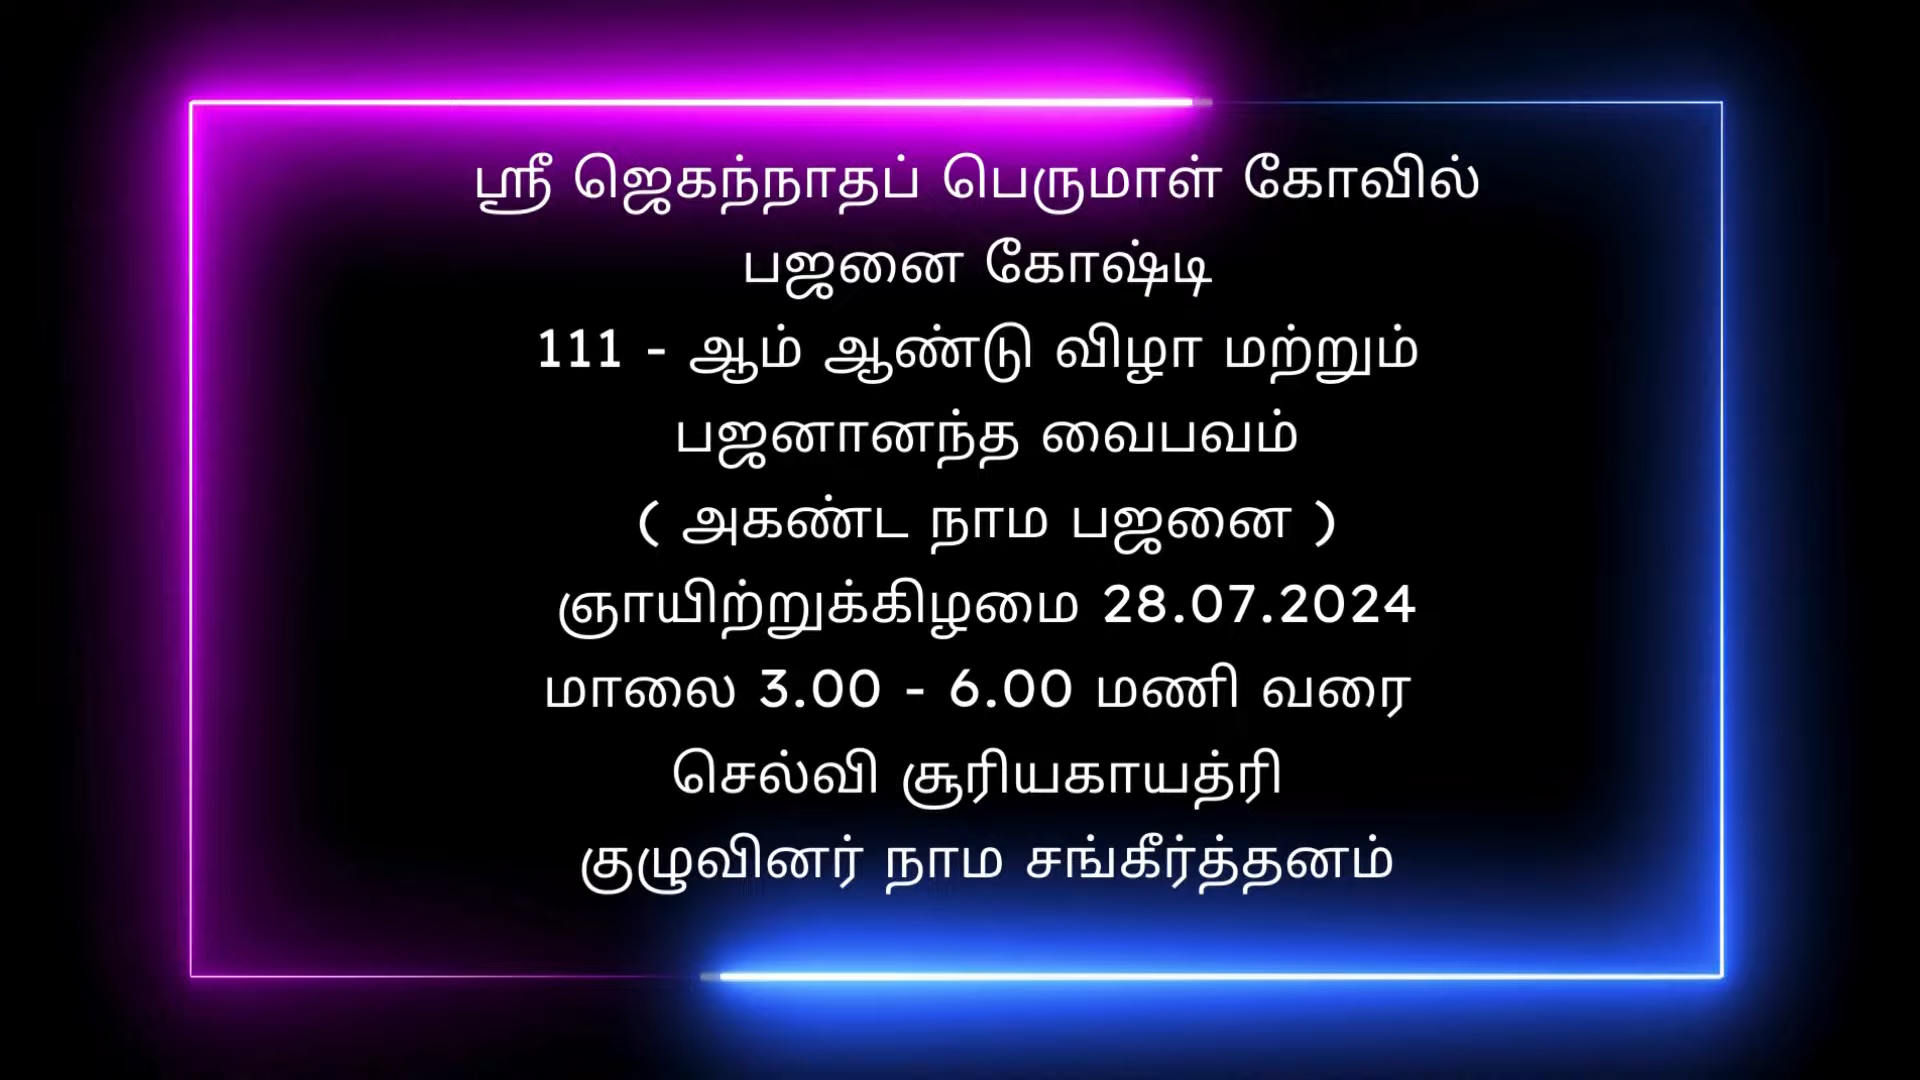 ஸ்ரீ ஜெகந்நாதப் பெருமாள் கோவில்
பஜனை கோஷ்டி
111 - ஆம் ஆண்டு விழா மற்றும்
பஜனானந்த வைபவம்
( அகண்ட நாம பஜனை )
ஞாயிற்றுக்கிழமை 28.07.2024
மாலை 3.00 - 6.00 மணி வரை
செல்வி சூரியகாயத்ரி
குழுவினர் நாம சங்கீர்த்தனம்